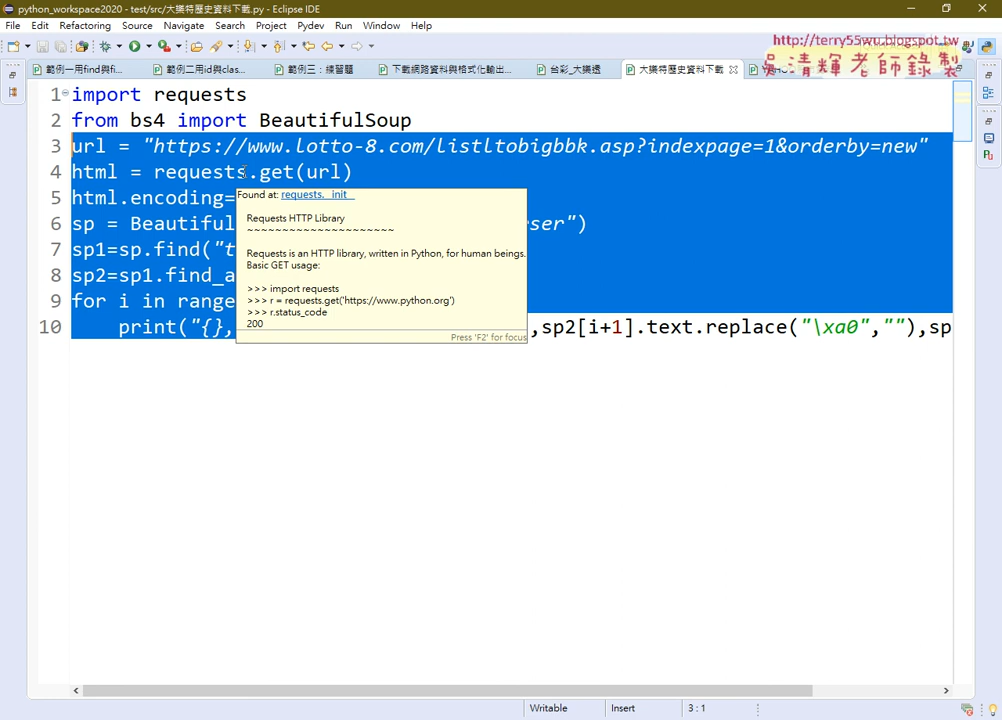 python_workspace2020 - test/src/大樂特歷史資料下載.py - Eclipse IDE
File Edit Refactoring Source Navigate Search Project Pydev Run Window Help
http://terry55wu.blogspot.tw
吳清輝老師錄製
範例一用find與fi... 範例二用id與clas... 範例三：練習題 下載網路資料與格式化輸出... 台彩_大樂透 大樂特歷史資料下載
1 import requests
2 from bs4 import BeautifulSoup
3 url = "https://www.lotto-8.com/listltobigbbk.asp?indexpage=1&orderby=new"
4 html = requests.get(url)
5 html.encoding=
6 sp = Beautiful rser")
7 sp1=sp.find("t
8 sp2=sp1.find_a
9 for i in range
10 print("{}, ,sp2[i+1].text.replace("\xa0",""),sp
Found at: requests.__init__
Requests HTTP Library
~~~~~~~~~~~~~~~~~~~~~
Requests is an HTTP library, written in Python, for human beings.
Basic GET usage:
>>> import requests
>>> r = requests.get('https://www.python.org')
>>> r.status_code
200
Press 'F2' for focus
Writable Insert 3 : 1